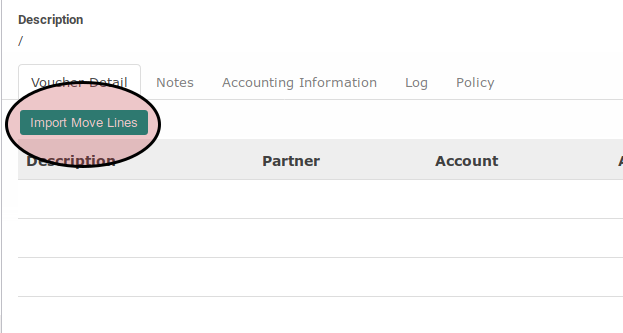 Description
/
Voucher Detail Notes Accounting Information Log Policy
Import Move Lines
Description Partner Account